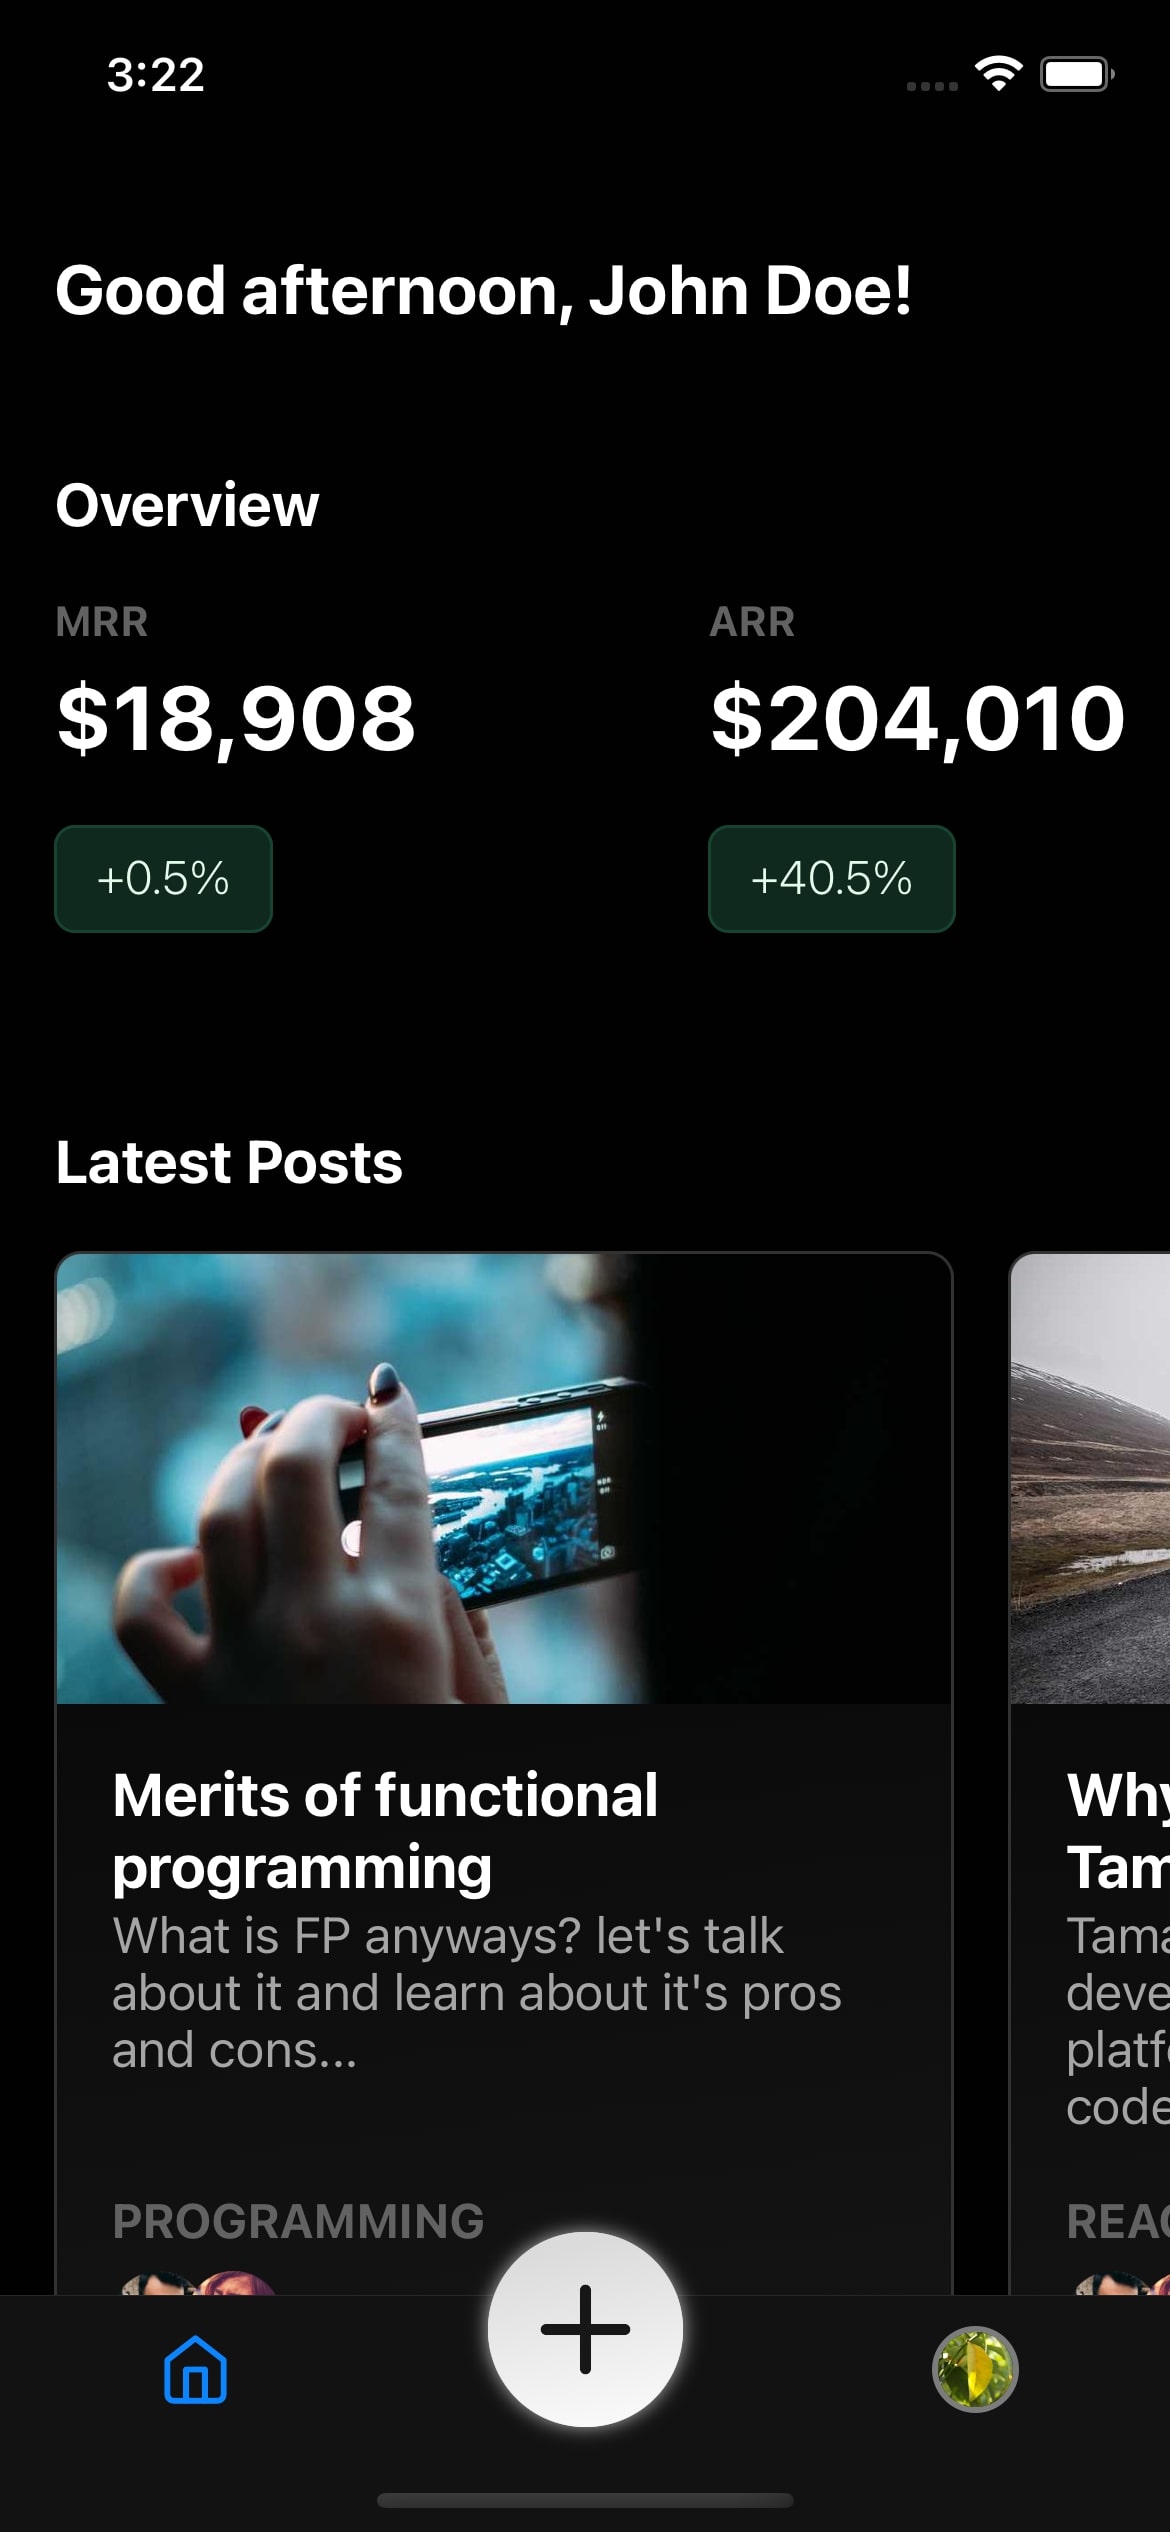 3:22
Good afternoon, John Doe!
Overview
MRR
ARR
$18,908
$204,010
+0.5%
+40.5%
Latest Posts
Merits of functional
programming
What is FP anyways? let's talk
about it and learn about it's pros
and cons...
PROGRAMMING
Why
Tam
Tama
deve
platf
code
REAC